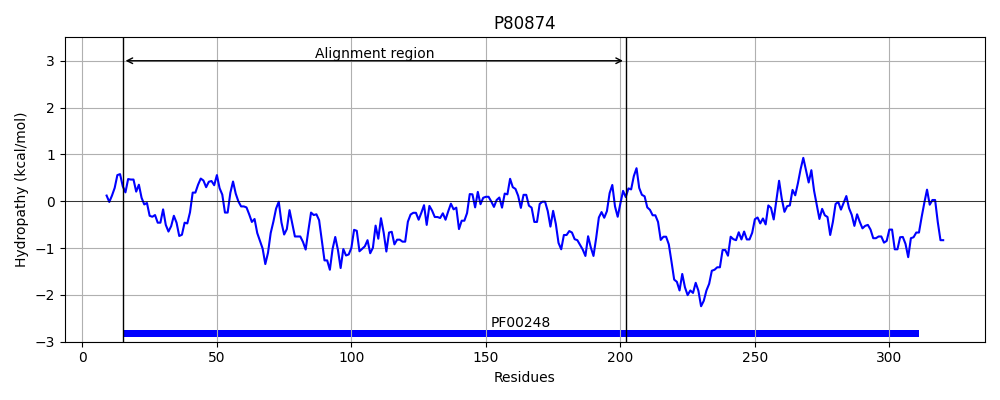 P80874
Alignment region
PF00248
3
2
1
0
−1
−2
−3
Hydropathy (kcal/mol)
0 50 100 150 200 250 300
Residues